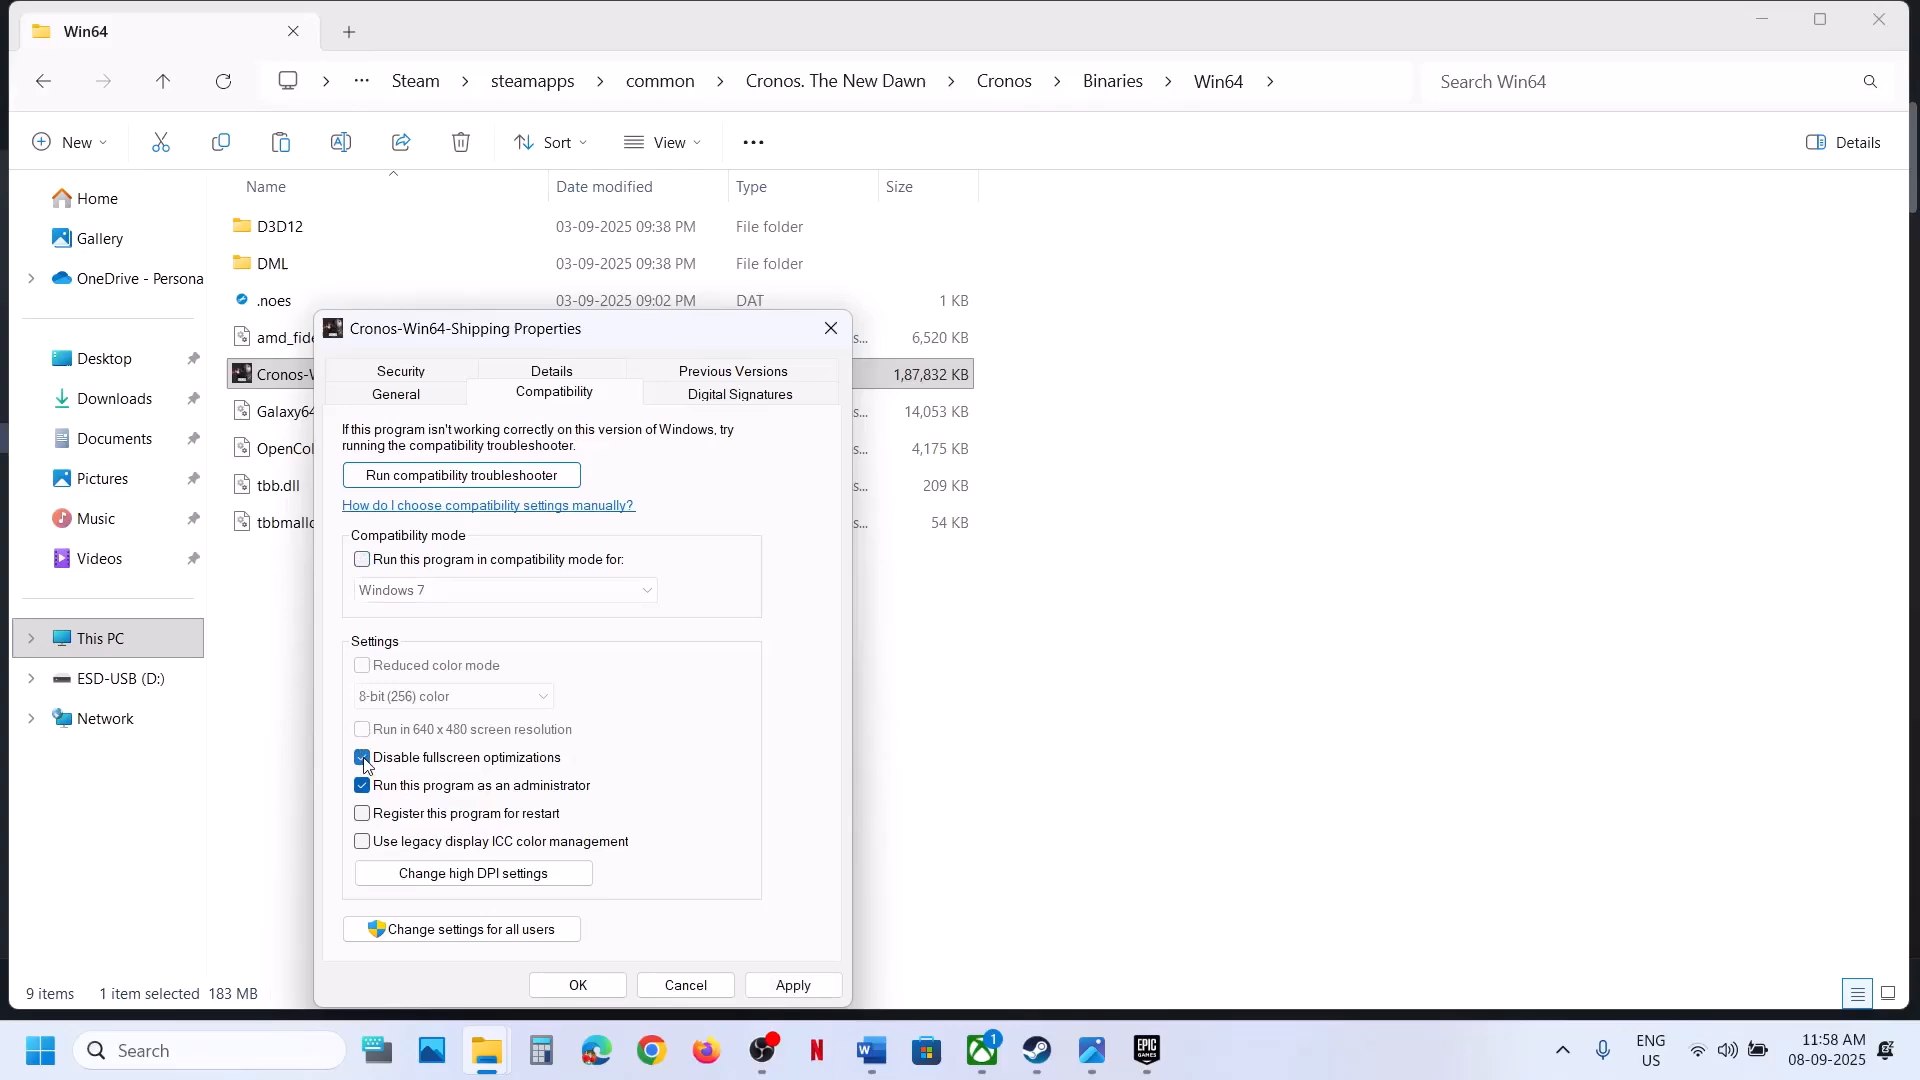 Win64
Steam
steamapps
common
Cronos. The New Dawn
Cronos
Binaries
Win64
Search Win64
New
Sort
View
Details
Name
Date modified
Type
Size
Home
Gallery
OneDrive - Persona
Desktop
Downloads
Documents
Pictures
Music
Videos
This PC
ESD-USB (D:)
Network
D3D12 03-09-2025 09:38 PM File folder
DML 03-09-2025 09:38 PM File folder
.noes 03-09-2025 09:02 PM DAT 1 KB
amd_fide s... 6,520 KB
Cronos-W 1,87,832 KB
Galaxy64 s... 14,053 KB
OpenCol s... 4,175 KB
tbb.dll s... 209 KB
tbbmallo s... 54 KB
Cronos-Win64-Shipping Properties
Security
Details
Previous Versions
General
Compatibility
Digital Signatures
If this program isn't working correctly on this version of Windows, try
running the compatibility troubleshooter.
Run compatibility troubleshooter
How do I choose compatibility settings manually?
Compatibility mode
Run this program in compatibility mode for:
Windows 7
Settings
Reduced color mode
8-bit (256) color
Run in 640 x 480 screen resolution
Disable fullscreen optimizations
Run this program as an administrator
Register this program for restart
Use legacy display ICC color management
Change high DPI settings
Change settings for all users
OK
Cancel
Apply
9 items 1 item selected 183 MB
Search
N
W
1
EPIC
GAMES
ENG
US
11:58 AM
08-09-2025